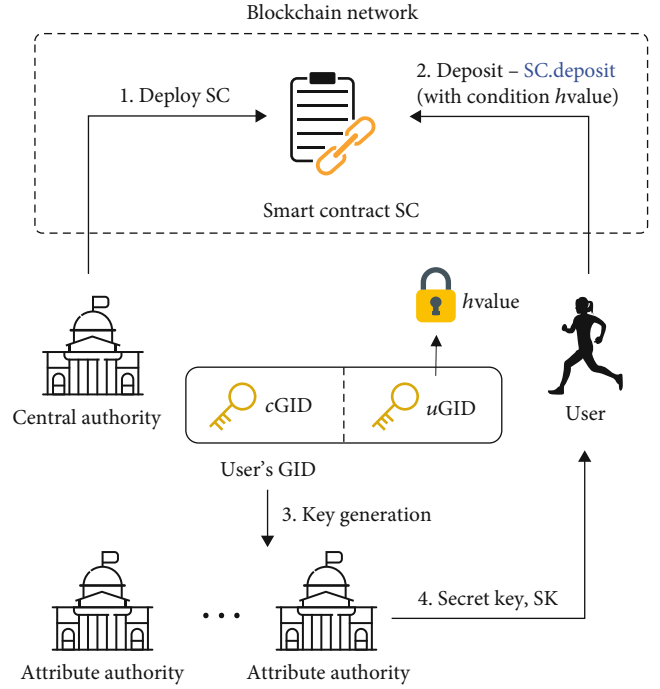 Blockchain network
1. Deploy SC
2. Deposit – SC.deposit
(with condition hvalue)
Smart contract SC
hvalue
Central authority
cGID
uGID
User
User's GID
3. Key generation
4. Secret key, SK
Attribute authority
Attribute authority